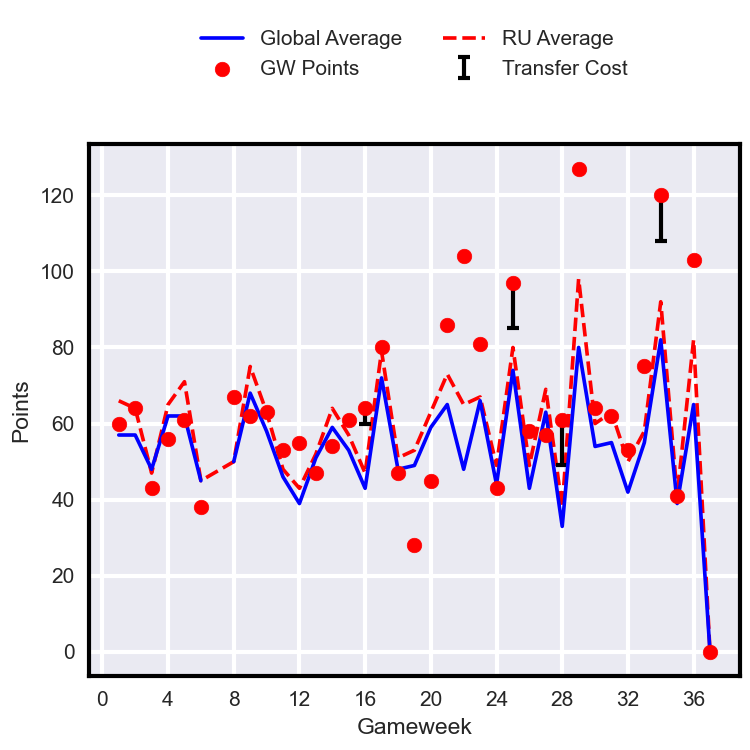 Global Average
RU Average
GW Points
Transfer Cost
Points
120
100
80
60
40
20
0
0 4 8 12 16 20 24 28 32 36
Gameweek